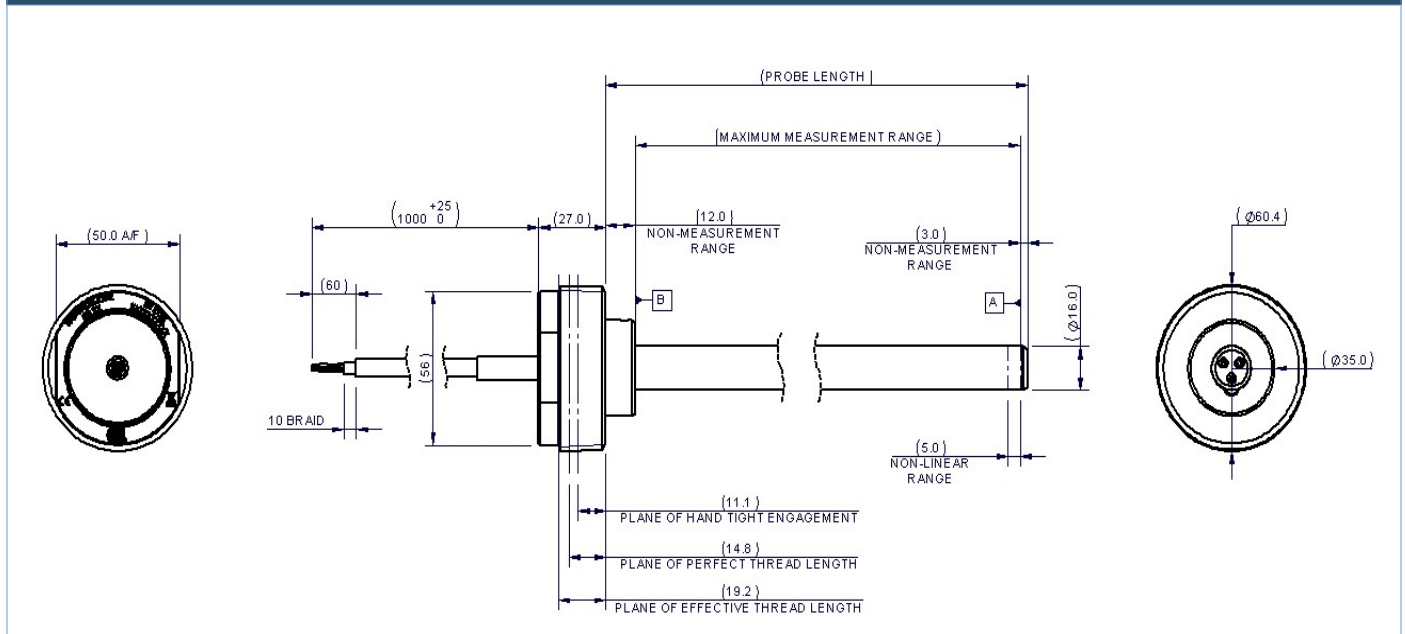 (PROBE LENGTH)
(MAXIMUM MEASUREMENT RANGE)
(1000 +25 0)
(27.0)
(12.0)
NON-MEASUREMENT
RANGE
(3.0)
NON-MEASUREMENT
RANGE
(50.0 A/F)
(Ø60.4)
(60)
B
A
(Ø16.0)
(56)
(Ø35.0)
10 BRAID
(5.0)
NON-LINEAR
RANGE
(11.1)
PLANE OF HAND TIGHT ENGAGEMENT
(14.8)
PLANE OF PERFECT THREAD LENGTH
(19.2)
PLANE OF EFFECTIVE THREAD LENGTH